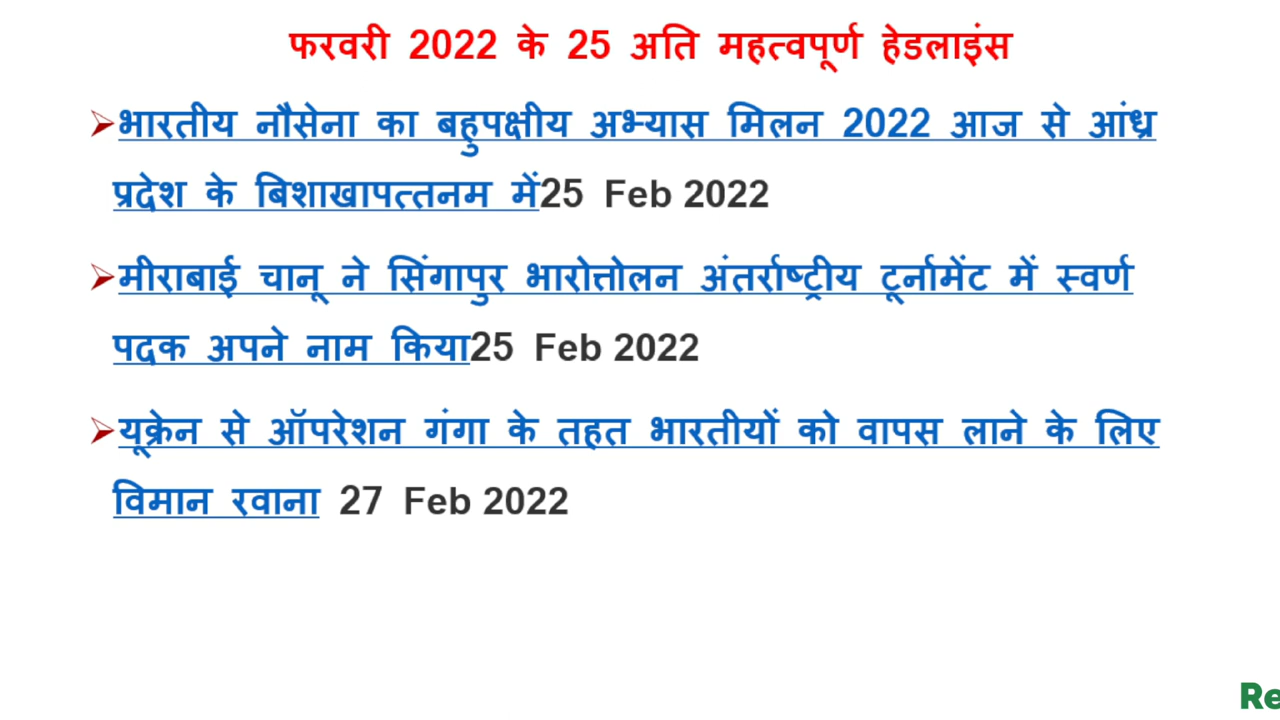 फरवरी 2022 के 25 अति महत्वपूर्ण हेडलाइंस
➢भारतीय नौसेना का बहुपक्षीय अभ्यास मिलन 2022 आज से आंध्र
प्रदेश के बिशाखापत्तनम में25 Feb 2022
➢मीराबाई चानू ने सिंगापुर भारोत्तोलन अंतर्राष्ट्रीय टूर्नामेंट में स्वर्ण
पदक अपने नाम किया25 Feb 2022
➢यूक्रेन से ऑपरेशन गंगा के तहत भारतीयों को वापस लाने के लिए
विमान रवाना 27 Feb 2022
Re